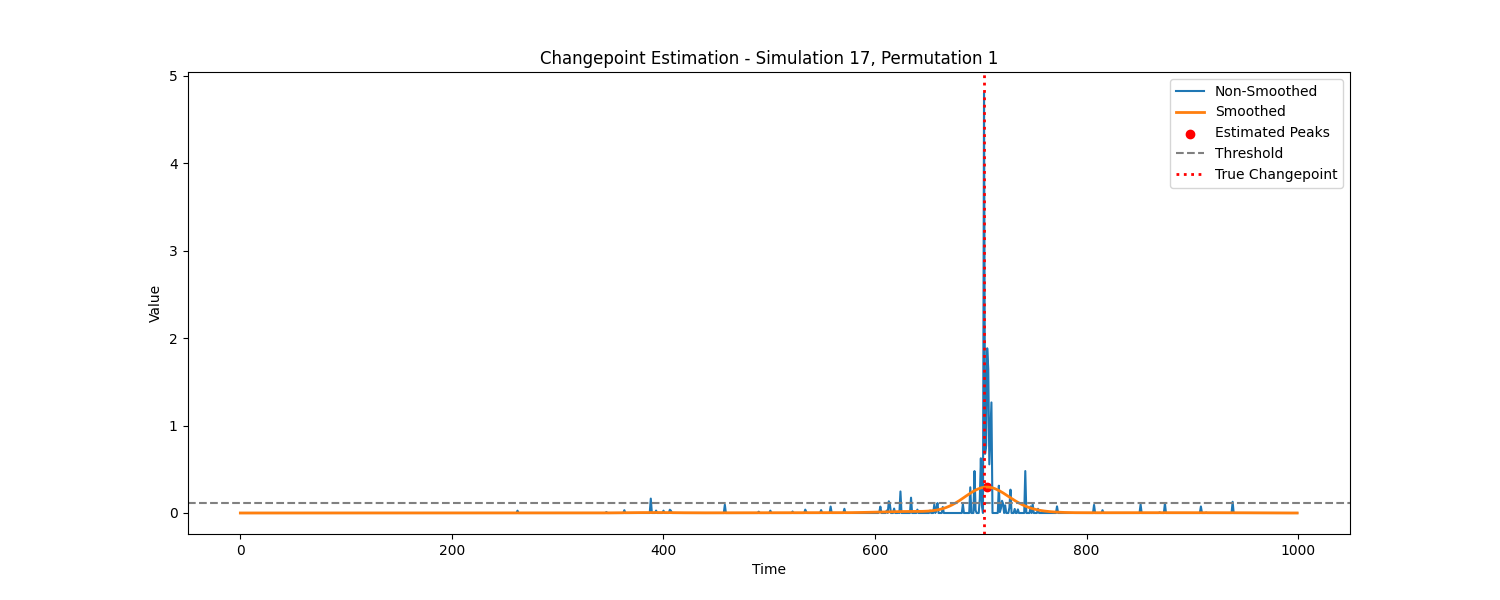 Changepoint Estimation - Simulation 17, Permutation 1
Value
5
4
3
2
1
0
Non-Smoothed
Smoothed
Estimated Peaks
Threshold
True Changepoint
0 200 400 600 800 1000
Time